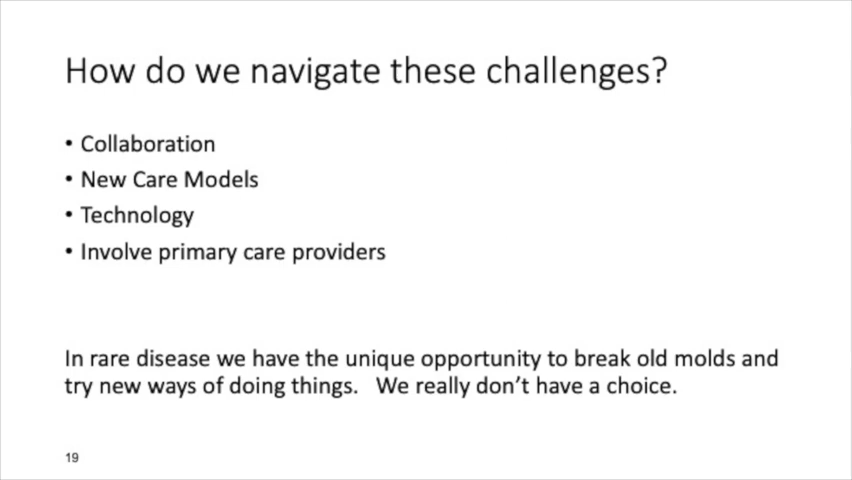 How do we navigate these challenges?
• Collaboration
• New Care Models
• Technology
• Involve primary care providers
In rare disease we have the unique opportunity to break old molds and
try new ways of doing things.   We really don’t have a choice.
19